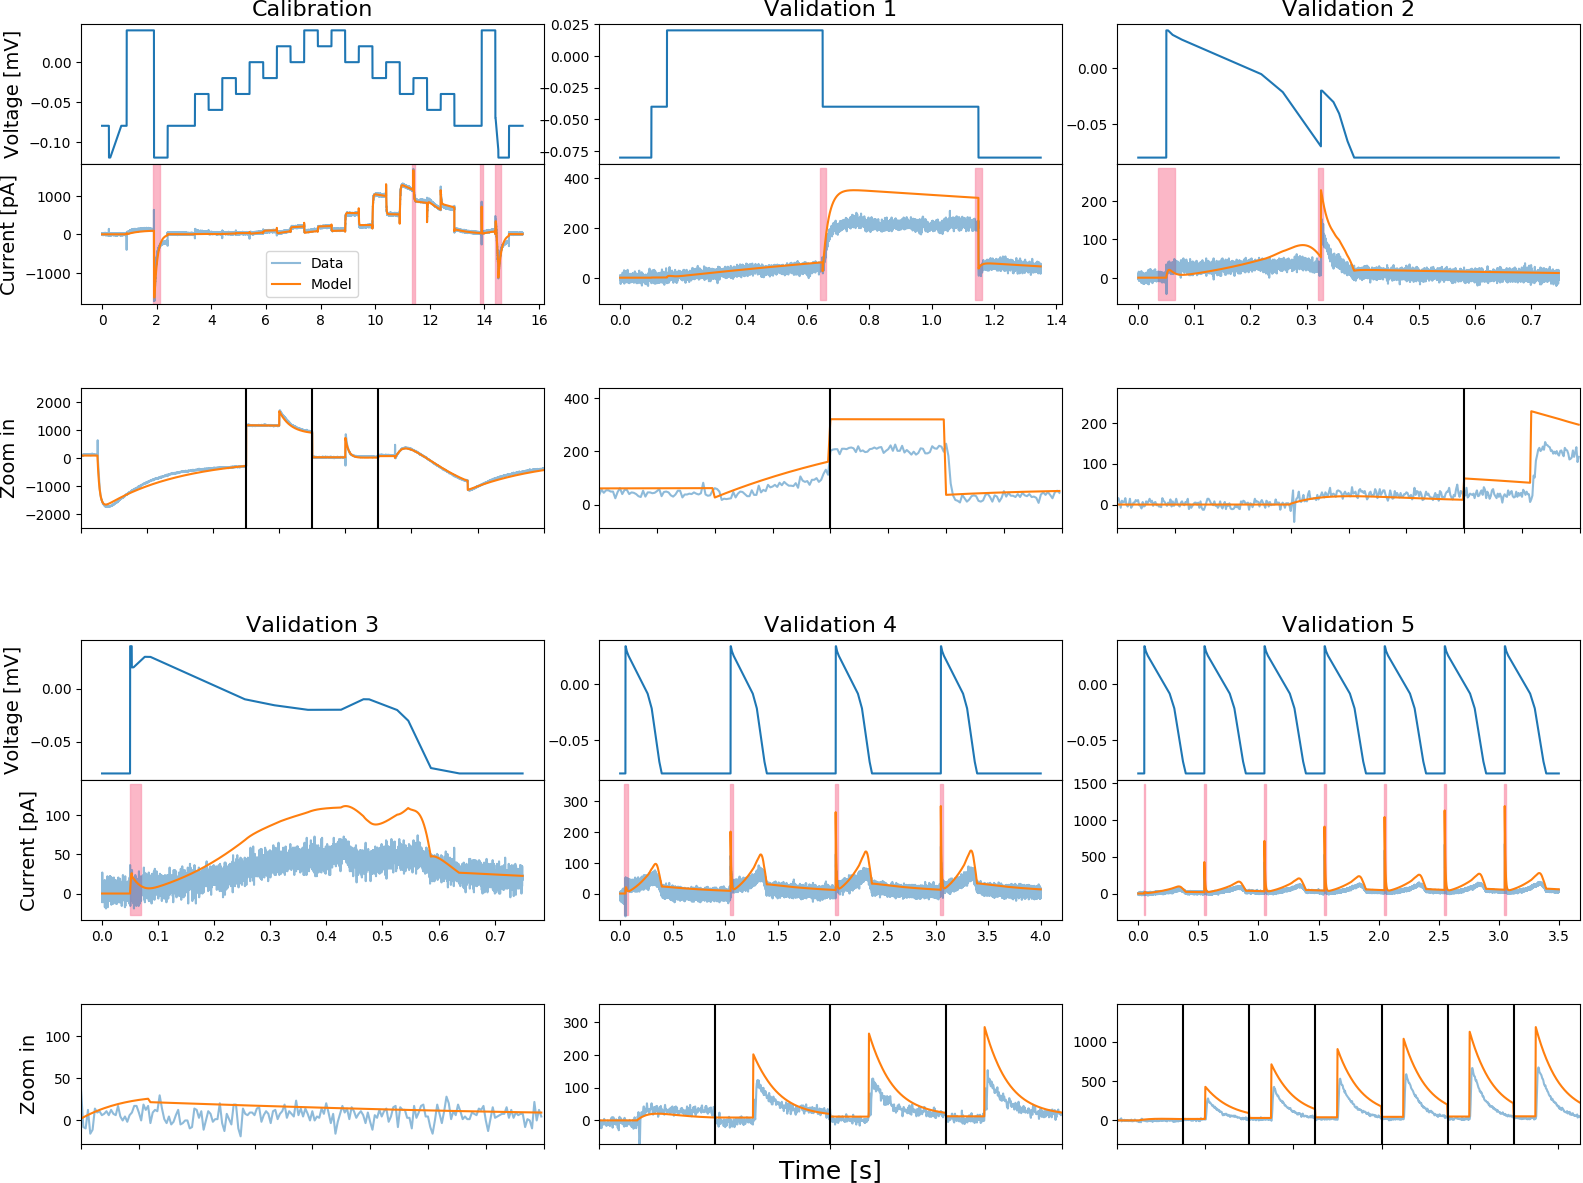 Calibration
Validation 1
Validation 2
Voltage [mV]
0.00
−0.05
−0.10
0.025
0.000
−0.025
−0.050
−0.075
0.00
−0.05
Current [pA]
1000
0
−1000
Data
Model
0 2 4 6 8 10 12 14 16
400
200
0
0.0 0.2 0.4 0.6 0.8 1.0 1.2 1.4
200
100
0
0.0 0.1 0.2 0.3 0.4 0.5 0.6 0.7
Zoom in
2000
1000
0
−1000
−2000
400
200
0
200
100
0
Validation 3
Validation 4
Validation 5
Voltage [mV]
0.00
−0.05
0.00
−0.05
0.00
−0.05
Current [pA]
100
50
0
0.0 0.1 0.2 0.3 0.4 0.5 0.6 0.7
300
200
100
0
0.0 0.5 1.0 1.5 2.0 2.5 3.0 3.5 4.0
1500
1000
500
0
0.0 0.5 1.0 1.5 2.0 2.5 3.0 3.5
Zoom in
100
50
0
300
200
100
0
1000
500
0
Time [s]